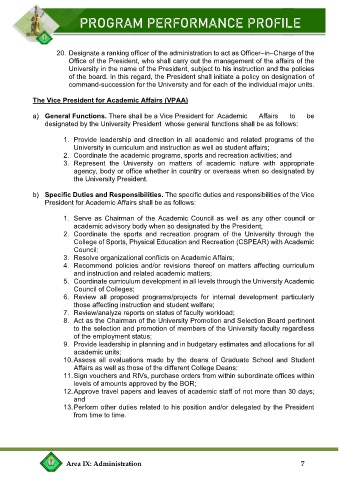 PROGRAM PERFORMANCE PROFILE
20. Designate a ranking officer of the administration to act as Officer–in–Charge of the
Office of the President, who shall carry out the management of the affairs of the
University in the name of the President, subject to his instruction and the policies
of the board. In this regard, the President shall initiate a policy on designation of
command-succession for the University and for each of the individual major units.
The Vice President for Academic Affairs (VPAA)
a) General Functions. There shall be a Vice President for Academic Affairs to be
designated by the University President whose general functions shall be as follows:
1. Provide leadership and direction in all academic and related programs of the
University in curriculum and instruction as well as student affairs;
2. Coordinate the academic programs, sports and recreation activities; and
3. Represent the University on matters of academic nature with appropriate
agency, body or office whether in country or overseas when so designated by
the University President.
b) Specific Duties and Responsibilities. The specific duties and responsibilities of the Vice
President for Academic Affairs shall be as follows:
1. Serve as Chairman of the Academic Council as well as any other council or
academic advisory body when so designated by the President;
2. Coordinate the sports and recreation program of the University through the
College of Sports, Physical Education and Recreation (CSPEAR) with Academic
Council;
3. Resolve organizational conflicts on Academic Affairs;
4. Recommend policies and/or revisions thereof on matters affecting curriculum
and instruction and related academic matters;
5. Coordinate curriculum development in all levels through the University Academic
Council of Colleges;
6. Review all proposed programs/projects for internal development particularly
those affecting instruction and student welfare;
7. Review/analyze reports on status of faculty workload;
8. Act as the Chairman of the University Promotion and Selection Board pertinent
to the selection and promotion of members of the University faculty regardless
of the employment status;
9. Provide leadership in planning and in budgetary estimates and allocations for all
academic units;
10. Assess all evaluations made by the deans of Graduate School and Student
Affairs as well as those of the different College Deans;
11. Sign vouchers and RIVs, purchase orders from within subordinate offices within
levels of amounts approved by the BOR;
12. Approve travel papers and leaves of academic staff of not more than 30 days;
and
13. Perform other duties related to his position and/or delegated by the President
from time to time.
Area IX: Administration 7